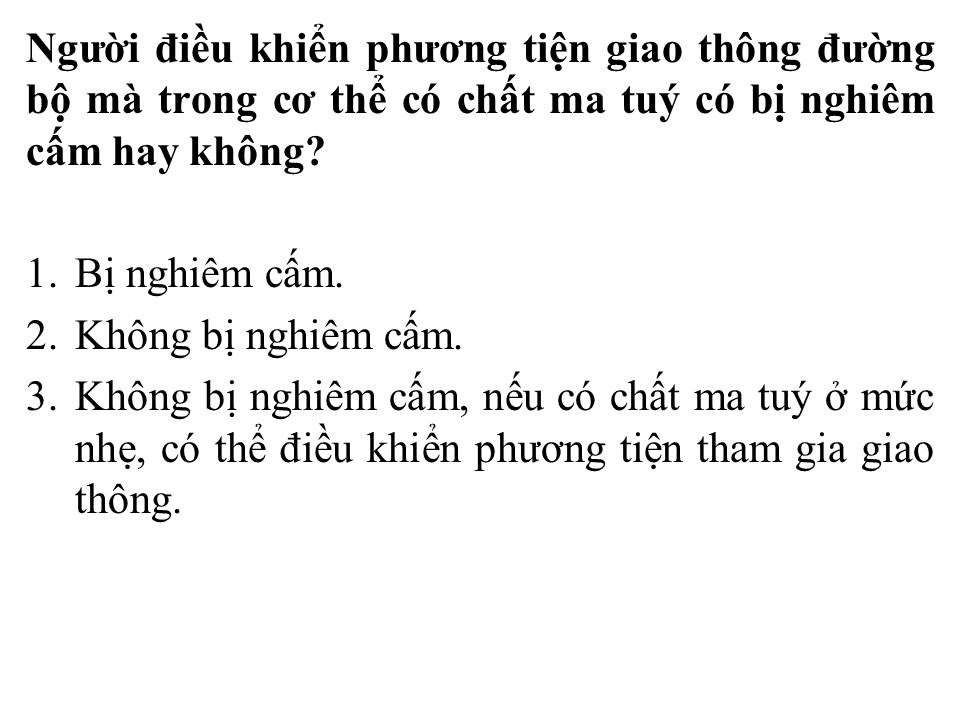 Người điều khiển phương tiện giao thông đường
bộ mà trong cơ thể có chất ma tuý có bị nghiêm
cấm hay không?
1. Bị nghiêm cấm.
2. Không bị nghiêm cấm.
3. Không bị nghiêm cấm, nếu có chất ma tuý ở mức
nhẹ, có thể điều khiển phương tiện tham gia giao
thông.